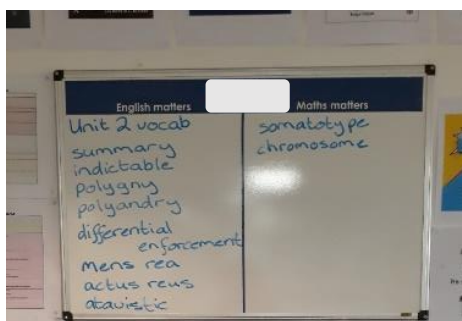 English matters
Unit 2 vocab
summary
indictable
polygny
polyandry
differential
enforcement
mens rea
actus reus
atavistic
Maths matters
somatotype
chromosome